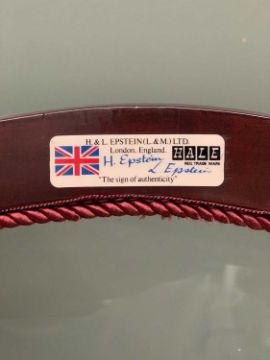 H. & L. EPSTEIN (L. & M.) LTD.
London. England.
H. Epstein
HALE
REG. TRADE MARK
L. Epstein
"The sign of authenticity"